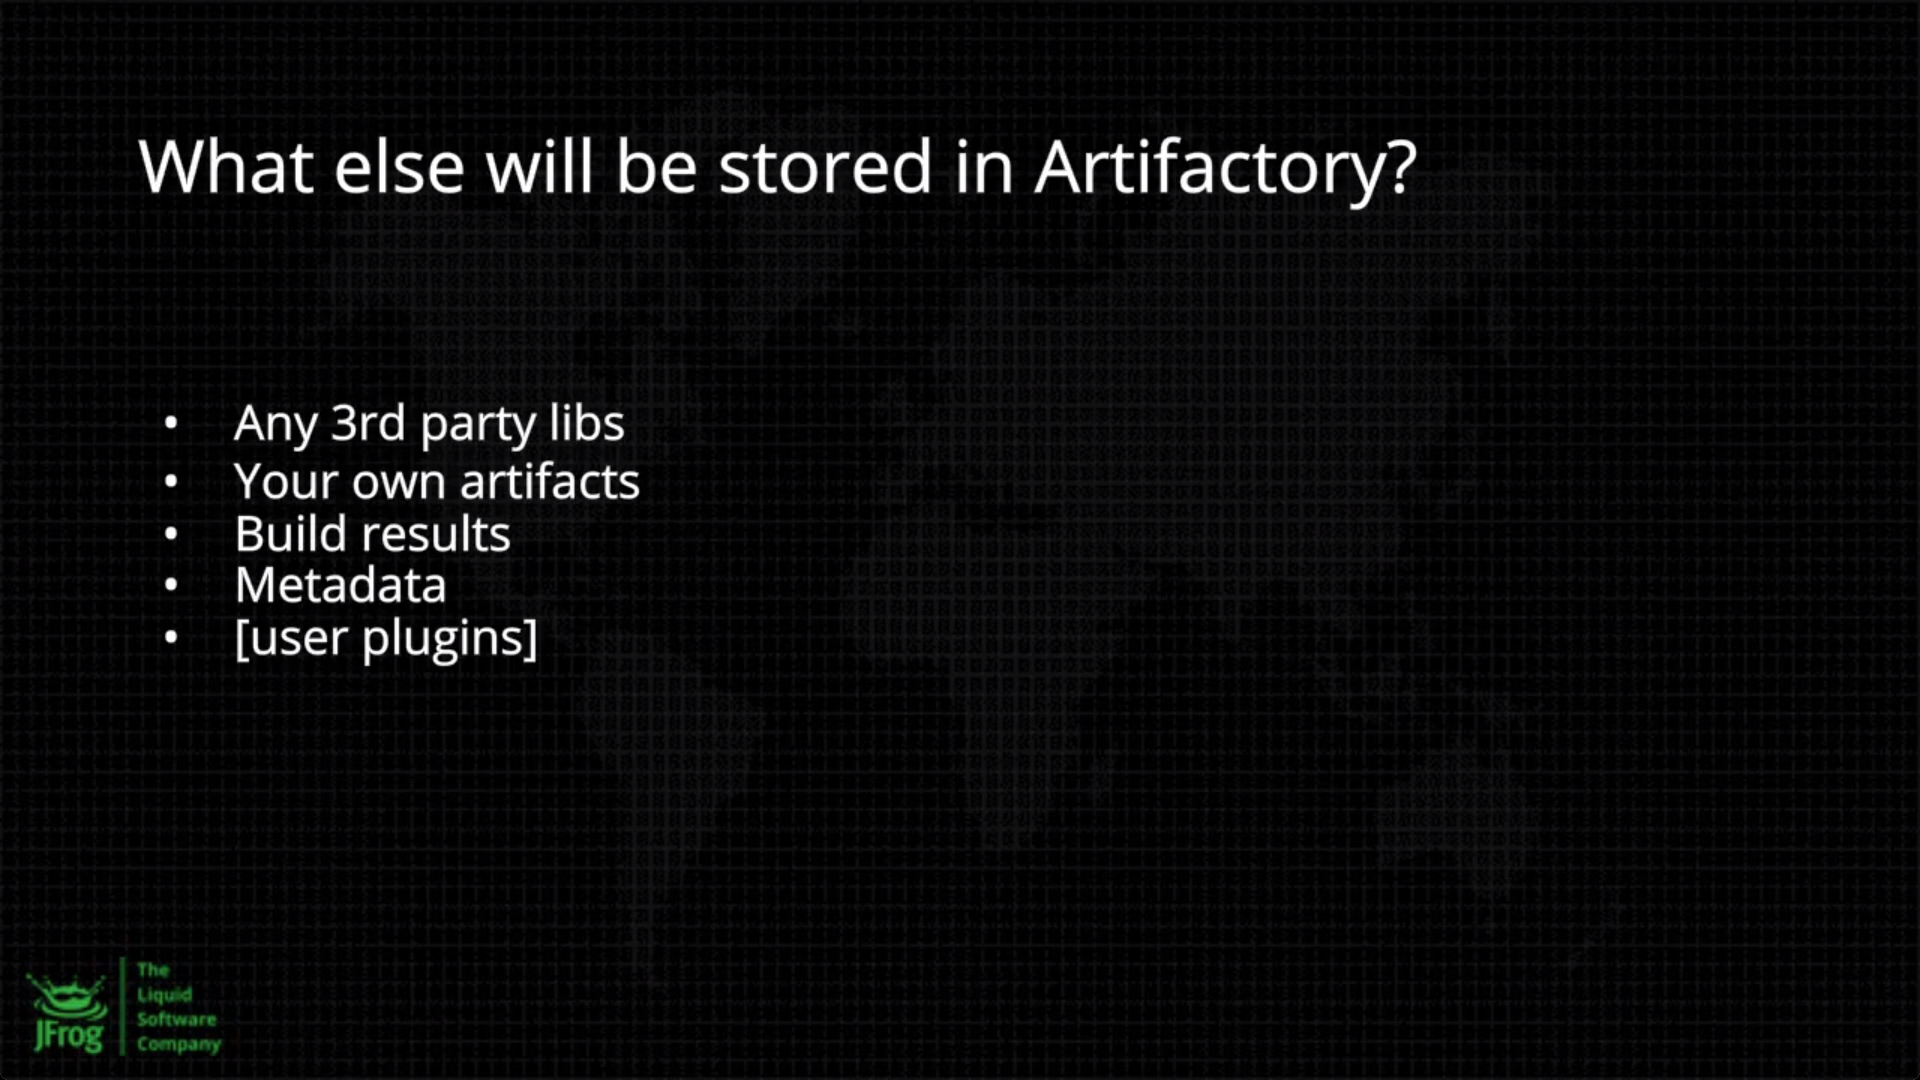 What else will be stored in Artifactory?
• Any 3rd party libs
• Your own artifacts
• Build results
• Metadata
• [user plugins]
JFrog
The
Liquid
Software
Company